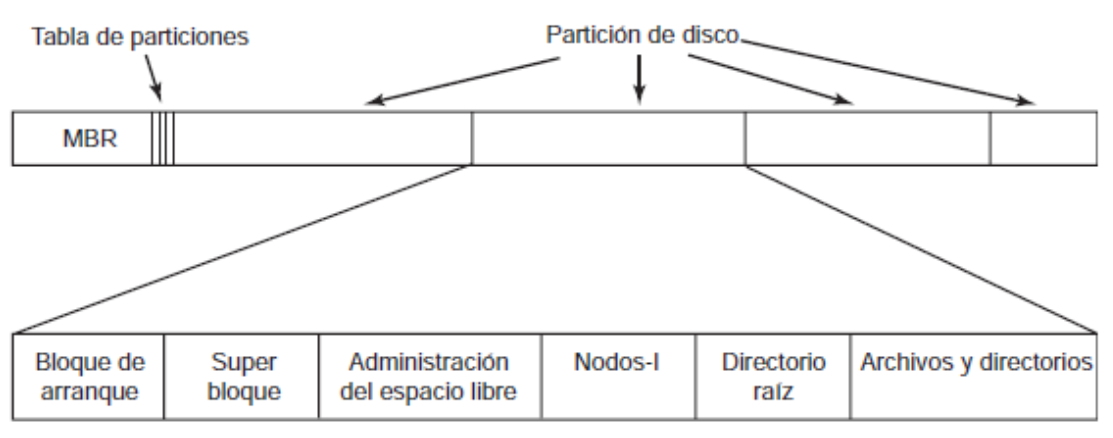 Tabla de particiones
Partición de disco
MBR
Bloque de
arranque
Super
bloque
Administración
del espacio libre
Nodos-I
Directorio
raíz
Archivos y directorios